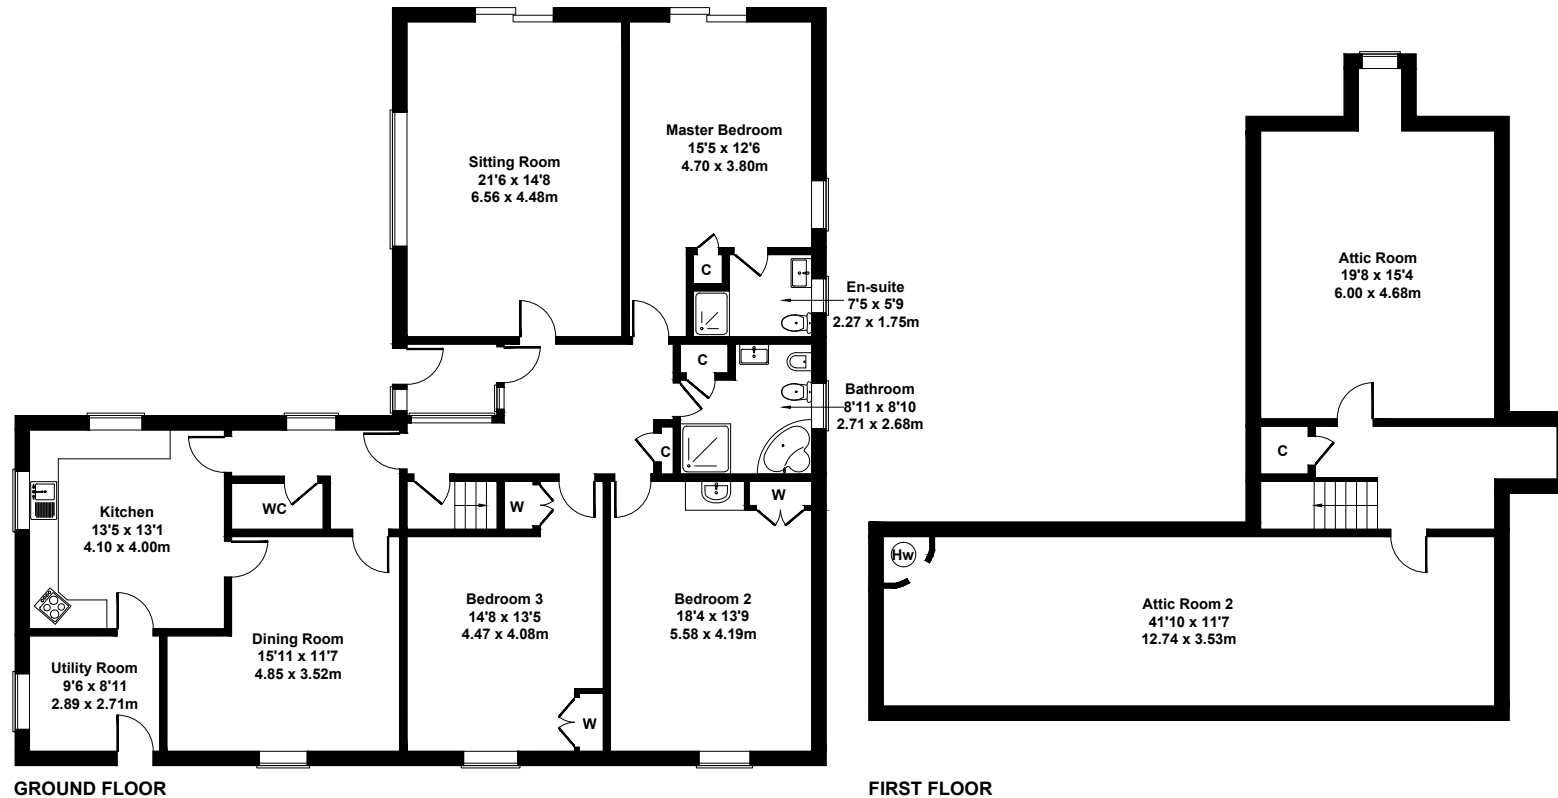 Sitting Room
21'6 x 14'8
6.56 x 4.48m
Master Bedroom
15'5 x 12'6
4.70 x 3.80m
C
En-suite
7'5 x 5'9
2.27 x 1.75m
C
Bathroom
8'11 x 8'10
2.71 x 2.68m
C
Kitchen
13'5 x 13'1
4.10 x 4.00m
WC
W
W
Dining Room
15'11 x 11'7
4.85 x 3.52m
Bedroom 3
14'8 x 13'5
4.47 x 4.08m
Bedroom 2
18'4 x 13'9
5.58 x 4.19m
Utility Room
9'6 x 8'11
2.89 x 2.71m
W
GROUND FLOOR
Attic Room
19'8 x 15'4
6.00 x 4.68m
C
Hw
Attic Room 2
41'10 x 11'7
12.74 x 3.53m
FIRST FLOOR